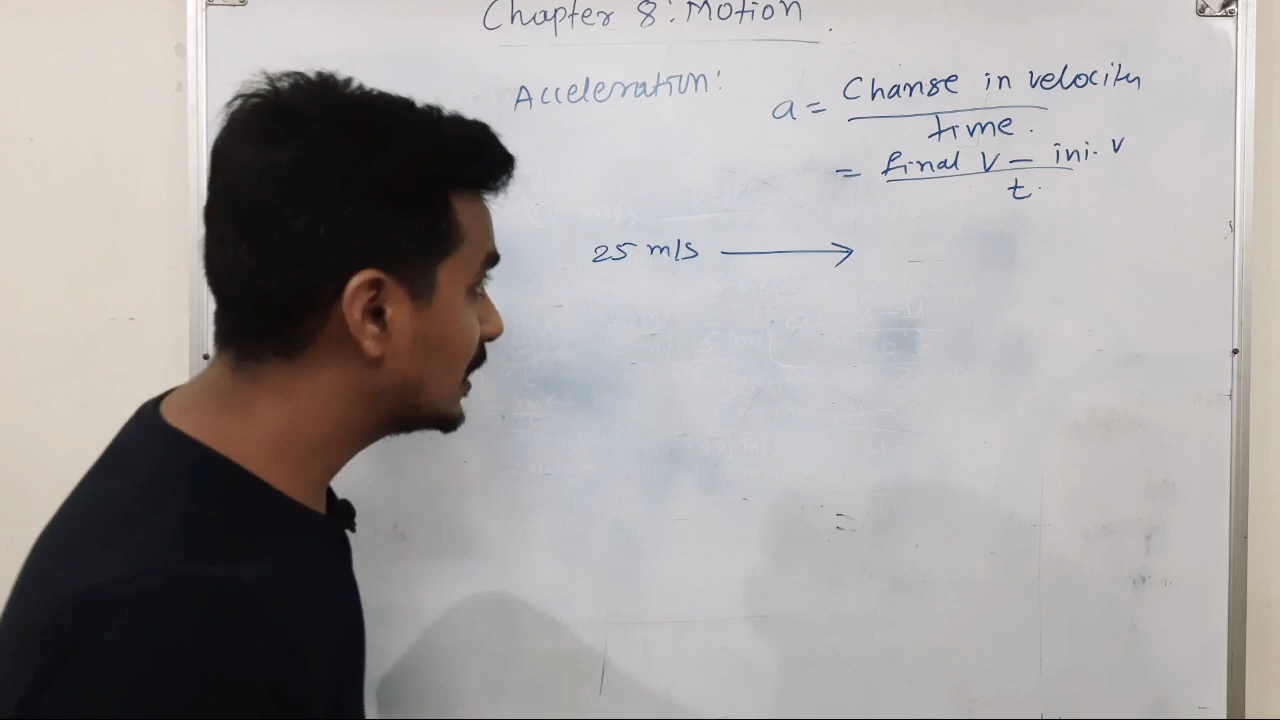 Chapter 8: Motion
Acceleration:
a = Change in velocity
time.
= final V - ini. V
t.
25 m/s →